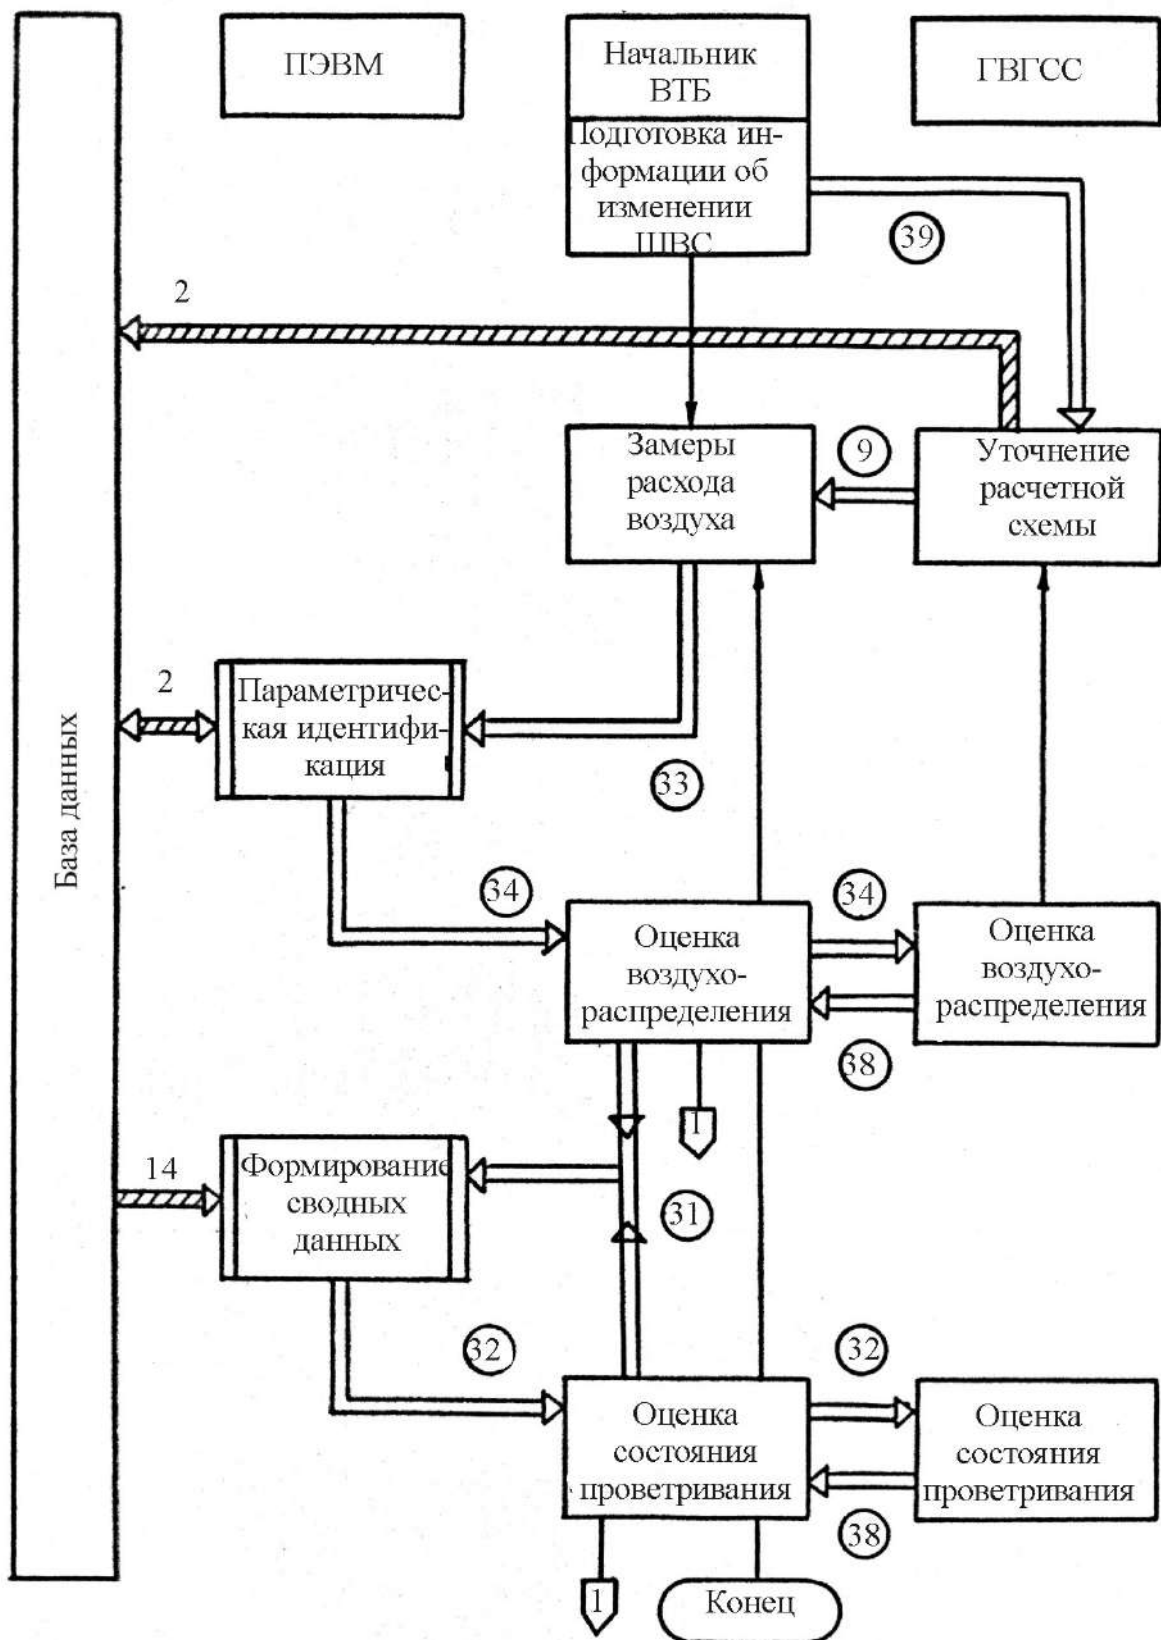 ПЭВМ
Начальник
ВТБ
ГВГСС
Подготовка ин-
формации об
изменении
ШВС
39
2
Замеры
расхода
воздуха
9
Уточнение
расчетной
схемы
2
Параметричес-
кая идентифи-
кация
33
База данных
34
Оценка
воздухо-
распределения
34
38
Оценка
воздухо-
распределения
1
14
Формирование
сводных
данных
31
32
Оценка
состояния
проветривания
32
38
Оценка
состояния
проветривания
1
Конец